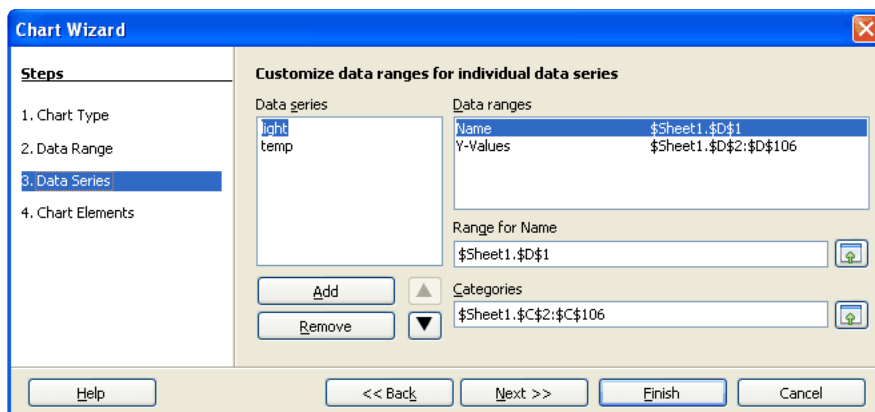 Chart Wizard
Steps
1. Chart Type
2. Data Range
3. Data Series
4. Chart Elements
Customize data ranges for individual data series
Data series
light
temp
Add
Remove
Data ranges
Name $Sheet1.$D$1
Y-Values $Sheet1.$D$2:$D$106
Range for Name
$Sheet1.$D$1
Categories
$Sheet1.$C$2:$C$106
Help
<< Back
Next >>
Finish
Cancel